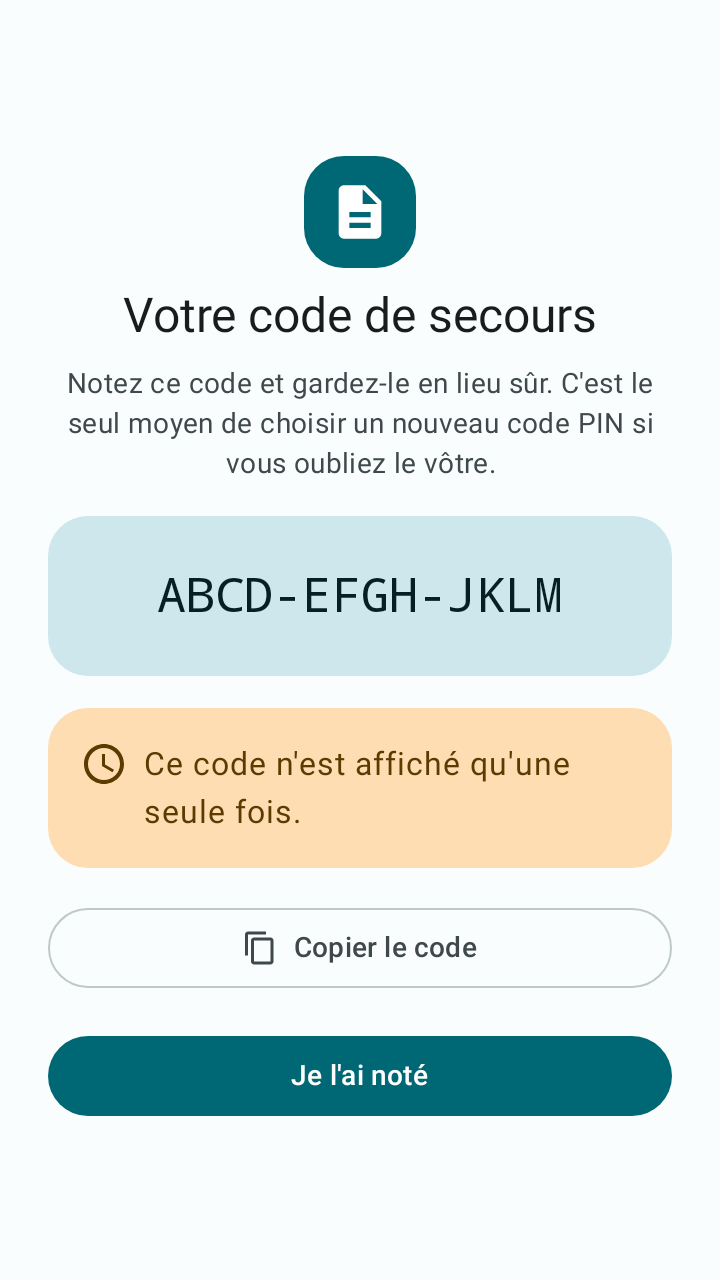 Votre code de secours
Notez ce code et gardez-le en lieu sûr. C'est le
seul moyen de choisir un nouveau code PIN si
vous oubliez le vôtre.
ABCD-EFGH-JKLM
Ce code n'est affiché qu'une
seule fois.
Copier le code
Je l'ai noté